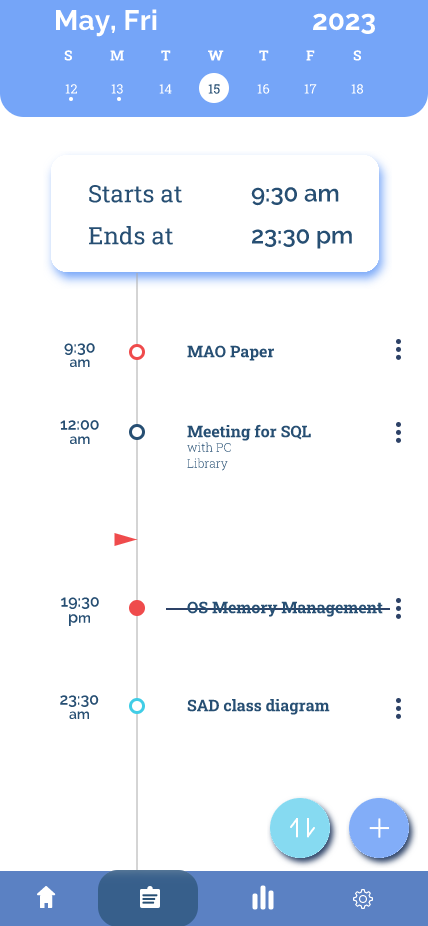 May, Fri 2023
S M T W T F S
12 13 14 15 16 17 18
Starts at 9:30 am
Ends at 23:30 pm
9:30 am MAO Paper
12:00 am Meeting for SQL
with PC
Library
19:30 pm OS Memory Management
23:30 am SAD class diagram